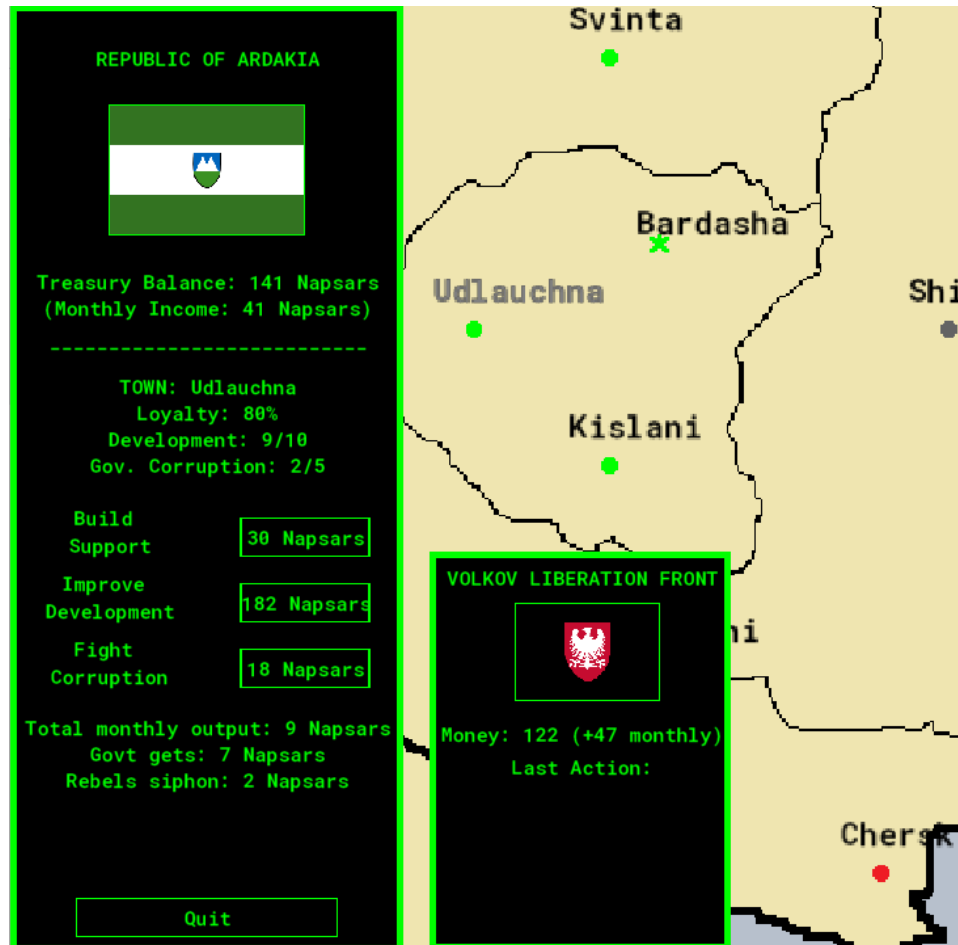 REPUBLIC OF ARDAKIA
Treasury Balance: 141 Napsars
(Monthly Income: 41 Napsars)
---------------------------
TOWN: Udlauchna
Loyalty: 80%
Development: 9/10
Gov. Corruption: 2/5
Build
Support
30 Napsars
Improve
Development
182 Napsars
Fight
Corruption
18 Napsars
Total monthly output: 9 Napsars
Govt gets: 7 Napsars
Rebels siphon: 2 Napsars
Quit
Svinta
Bardasha
Udlauchna
Shi
Kislani
VOLKOV LIBERATION FRONT
Money: 122 (+47 monthly)
Last Action:
ni
Chersk